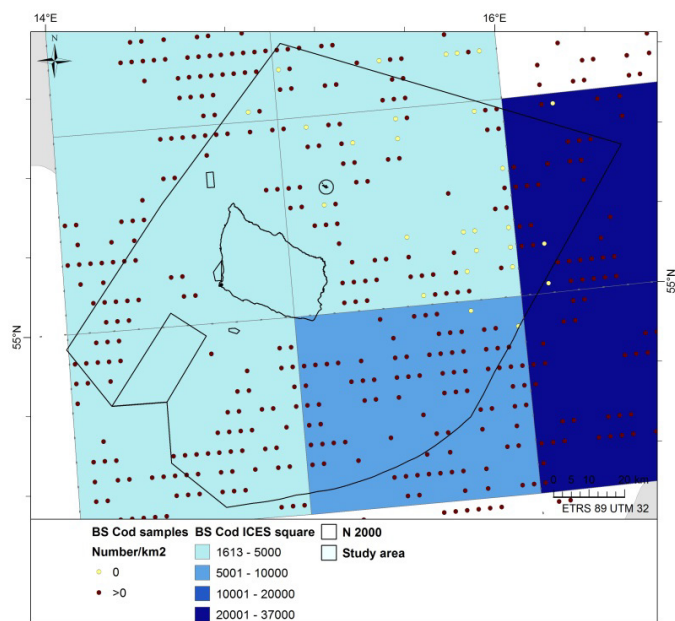 14°E
16°E
55°N
55°N
0 5 10 20 km
ETRS 89 UTM 32
BS Cod samples
Number/km2
0
>0
BS Cod ICES square
1613 - 5000
5001 - 10000
10001 - 20000
20001 - 37000
N 2000
Study area